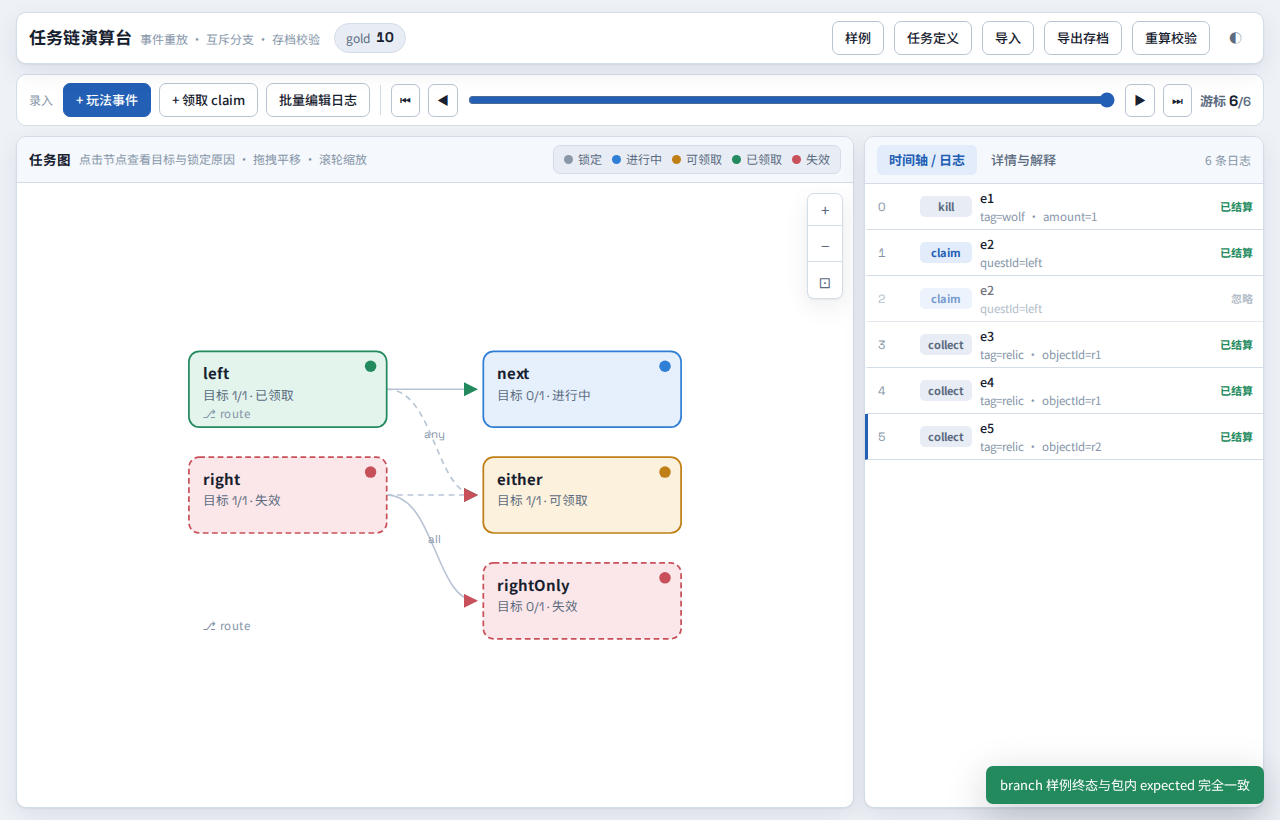 任务链演算台 事件重放 · 互斥分支 · 存档校验 gold 10 样例 任务定义 导入 导出存档 重算校验
录入 + 玩法事件 + 领取 claim 批量编辑日志 游标 6/6
任务图 点击节点查看目标与锁定原因 · 拖拽平移 · 滚轮缩放 锁定 进行中 可领取 已领取 失效
left
目标 1/1 · 已领取
route
next
目标 0/1 · 进行中
any
right
目标 1/1 · 失效
either
目标 1/1 · 可领取
all
rightOnly
目标 0/1 · 失效
route
时间轴 / 日志 详情与解释 6 条日志
0 kill e1 已结算
tag=wolf · amount=1
1 claim e2 已结算
questId=left
2 claim e2 忽略
questId=left
3 collect e3 已结算
tag=relic · objectId=r1
4 collect e4 已结算
tag=relic · objectId=r1
5 collect e5 已结算
tag=relic · objectId=r2
branch 样例终态与包内 expected 完全一致